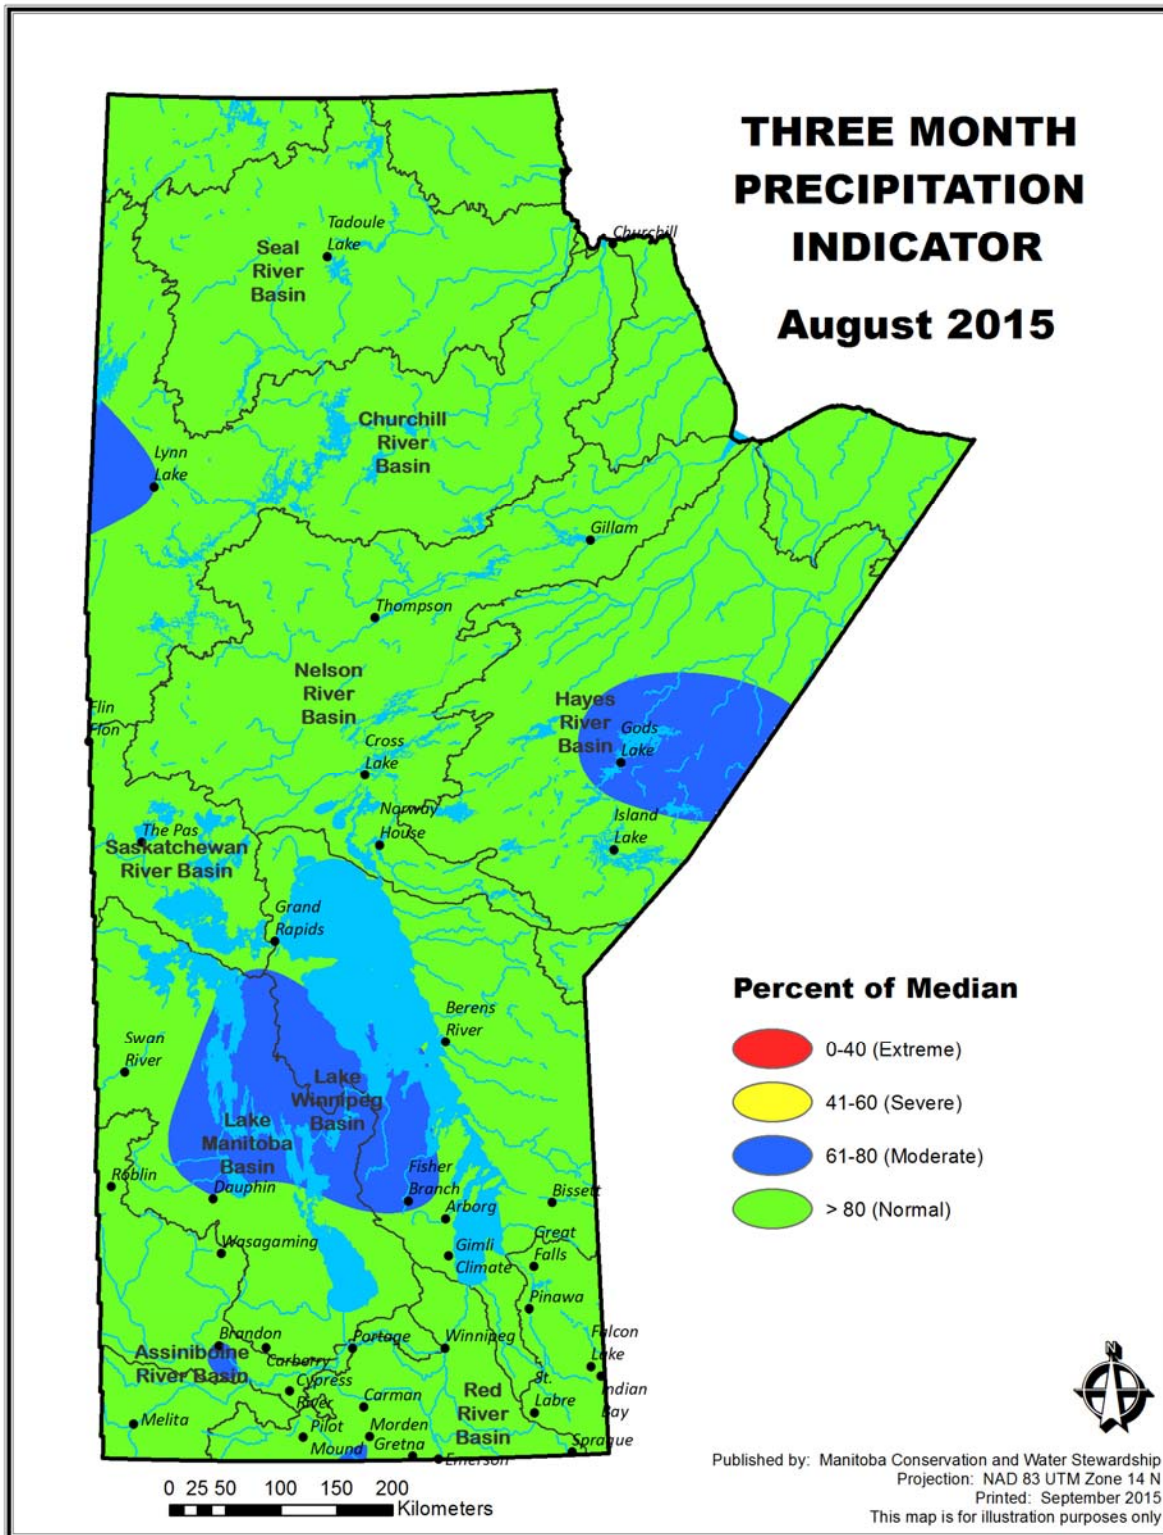 THREE MONTH
PRECIPITATION
INDICATOR
August 2015
Tadoule
Lake
Seal
River
Basin
Churchill
Churchill
River
Basin
Lynn
Lake
Gillam
Thompson
Nelson
River
Basin
Hayes
River
Basin
Gods
Lake
Flin
Flon
Cross
Lake
Norway
House
Island
Lake
The Pas
Saskatchewan
River Basin
Grand
Rapids
Berens
River
Swan
River
Lake
Winnipeg
Basin
Lake
Manitoba
Basin
Fisher
Branch
Roblin
Dauphin
Arborg
Bissett
Wasagaming
Gimli
Climate
Great
Falls
Pinawa
Brandon
Assiniboine
River Basin
Carberry
Portage
Winnipeg
Falcon
Lake
Cypress
River
Carman
Red
River
Basin
St.
Labre
Indian
Bay
Melita
Pilot
Mound
Morden
Gretna
Emerson
Sprague
Percent of Median
0-40 (Extreme)
41-60 (Severe)
61-80 (Moderate)
> 80 (Normal)
N
0 25 50 100 150 200
Kilometers
Published by: Manitoba Conservation and Water Stewardship
Projection: NAD 83 UTM Zone 14 N
Printed: September 2015
This map is for illustration purposes only